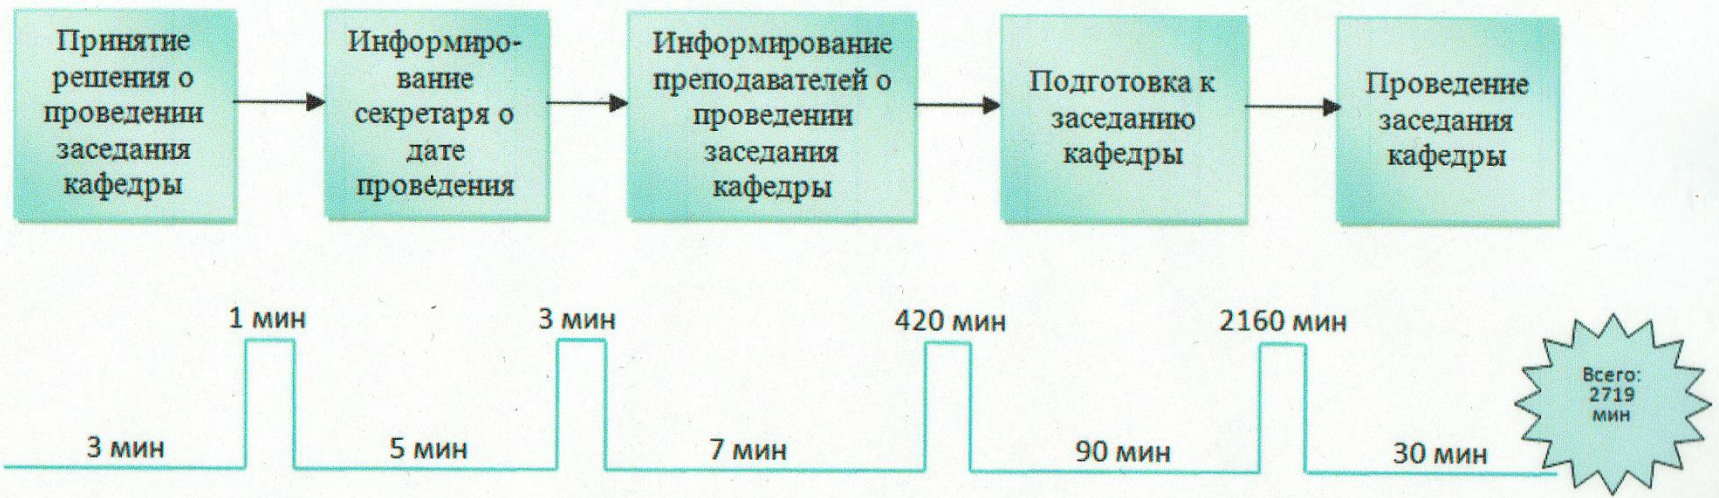 Принятие
решения о
проведении
заседания
кафедры
Информиро-
вание
секретаря о
дате
проведения
Информирование
преподавателей о
проведении
заседания
кафедры
Подготовка к
заседанию
кафедры
Проведение
заседания
кафедры
1 мин
3 мин
420 мин
2160 мин
3 мин
5 мин
7 мин
90 мин
30 мин
Всего:
2719
мин